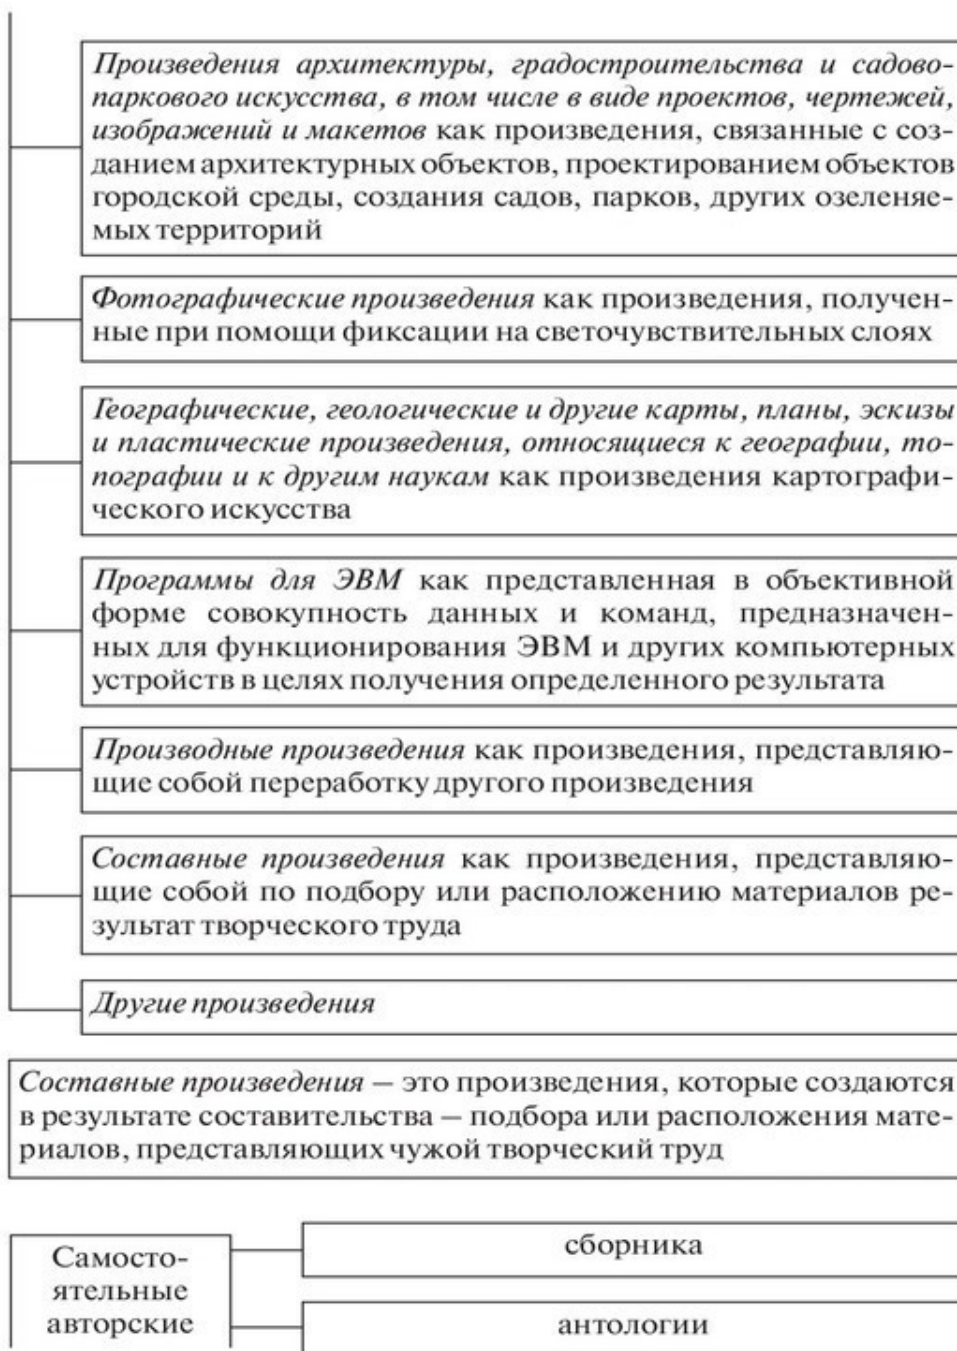 Произведения архитектуры, градостроительства и садово-
паркового искусства, в том числе в виде проектов, чертежей,
изображений и макетов как произведения, связанные с соз-
данием архитектурных объектов, проектированием объектов
городской среды, создания садов, парков, других озеленяе-
мых территорий
Фотографические произведения как произведения, получен-
ные при помощи фиксации на светочувствительных слоях
Географические, геологические и другие карты, планы, эскизы
и пластические произведения, относящиеся к географии, то-
пографии и к другим наукам как произведения картографи-
ческого искусства
Программы для ЭВМ как представленная в объективной
форме совокупность данных и команд, предназначен-
ных для функционирования ЭВМ и других компьютерных
устройств в целях получения определенного результата
Производные произведения как произведения, представляю-
щие собой переработку другого произведения
Составные произведения как произведения, представляю-
щие собой по подбору или расположению материалов ре-
зультат творческого труда
Другие произведения
Составные произведения — это произведения, которые создаются
в результате составительства — подбора или расположения мате-
риалов, представляющих чужой творческий труд
Самосто-
ятельные
авторские
сборника
антологии